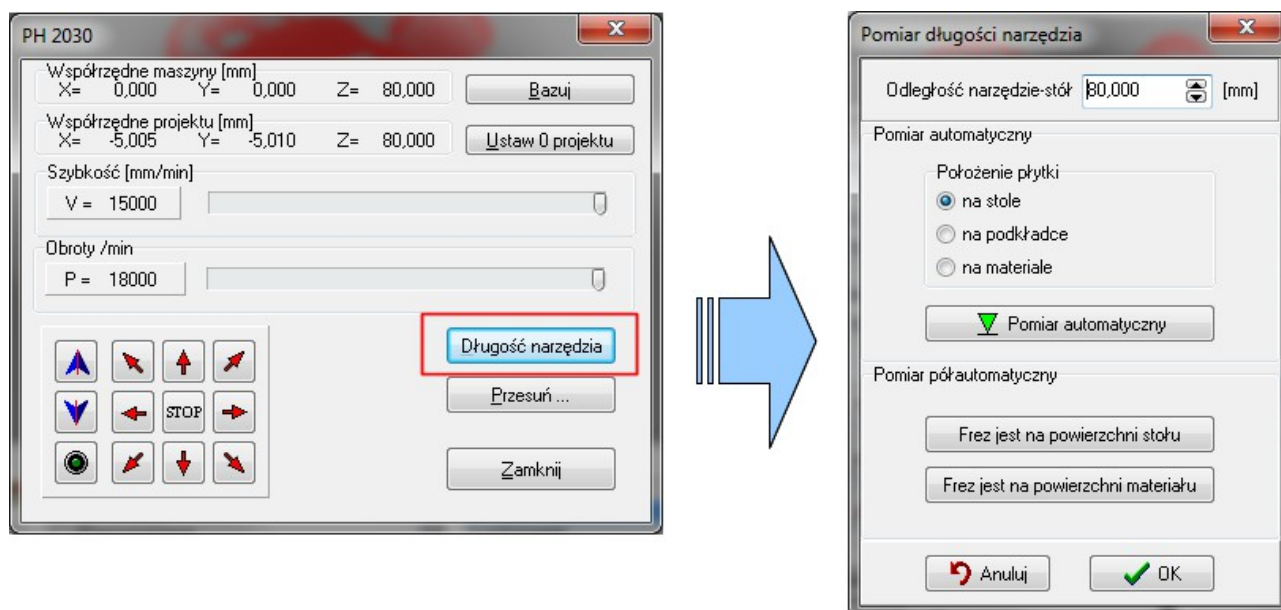 PH 2030
Współrzędne maszyny [mm]
X= 0,000 Y= 0,000 Z= 80,000
Bazuj
Współrzędne projektu [mm]
X= -5,005 Y= -5,010 Z= 80,000
Ustaw 0 projektu
Szybkość [mm/min]
V = 15000
Obroty /min
P = 18000
STOP
Długość narzędzia
Przesuń ...
Zamknij
Pomiar długości narzędzia
Odległość narzędzie-stół 80,000 [mm]
Pomiar automatyczny
Położenie płytki
na stole
na podkładce
na materiale
Pomiar automatyczny
Pomiar półautomatyczny
Frez jest na powierzchni stołu
Frez jest na powierzchni materiału
Anuluj OK